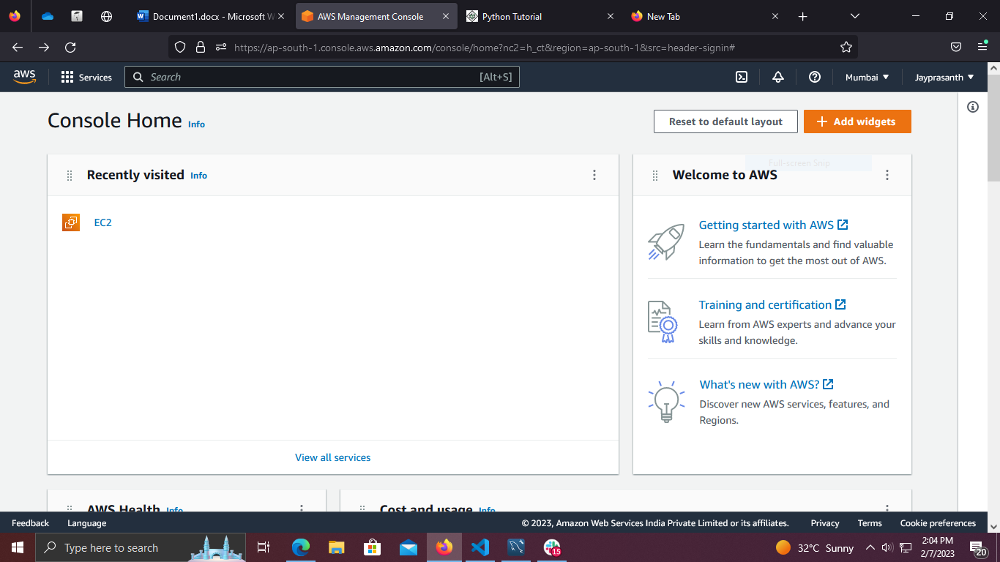 Document1.docx - Microsoft W
AWS Management Console
Python Tutorial
New Tab
https://ap-south-1.console.aws.amazon.com/console/home?nc2=h_ct&region=ap-south-1&src=header-signin#
aws
Services
Search
[Alt+S]
Mumbai
Jayprasanth
Console Home Info
Reset to default layout
Add widgets
Recently visited Info
EC2
View all services
Full-screen Snip
Welcome to AWS
Getting started with AWS
Learn the fundamentals and find valuable
information to get the most out of AWS.
Training and certification
Learn from AWS experts and advance your
skills and knowledge.
What's new with AWS?
Discover new AWS services, features, and
Regions.
AWS Health Info
Cost and usage Info
Feedback
Language
© 2023, Amazon Web Services India Private Limited or its affiliates.
Privacy
Terms
Cookie preferences
Type here to search
15
32°C Sunny
2:04 PM
2/7/2023
20